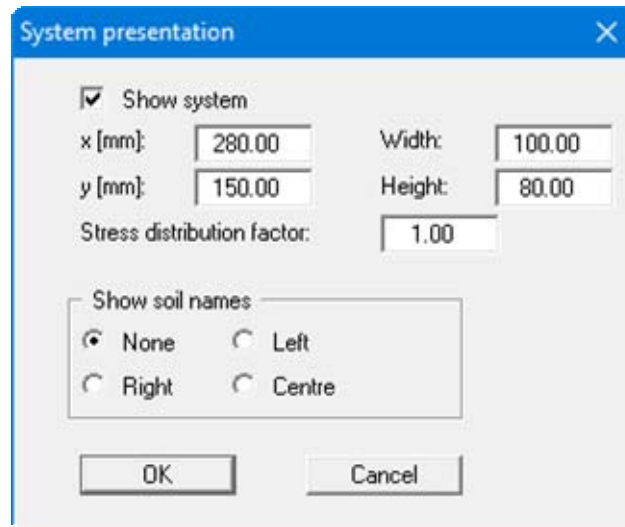 System presentation
Show system
x [mm]: 280.00 Width: 100.00
y [mm]: 150.00 Height: 80.00
Stress distribution factor: 1.00
Show soil names
None Left
Right Centre
OK Cancel